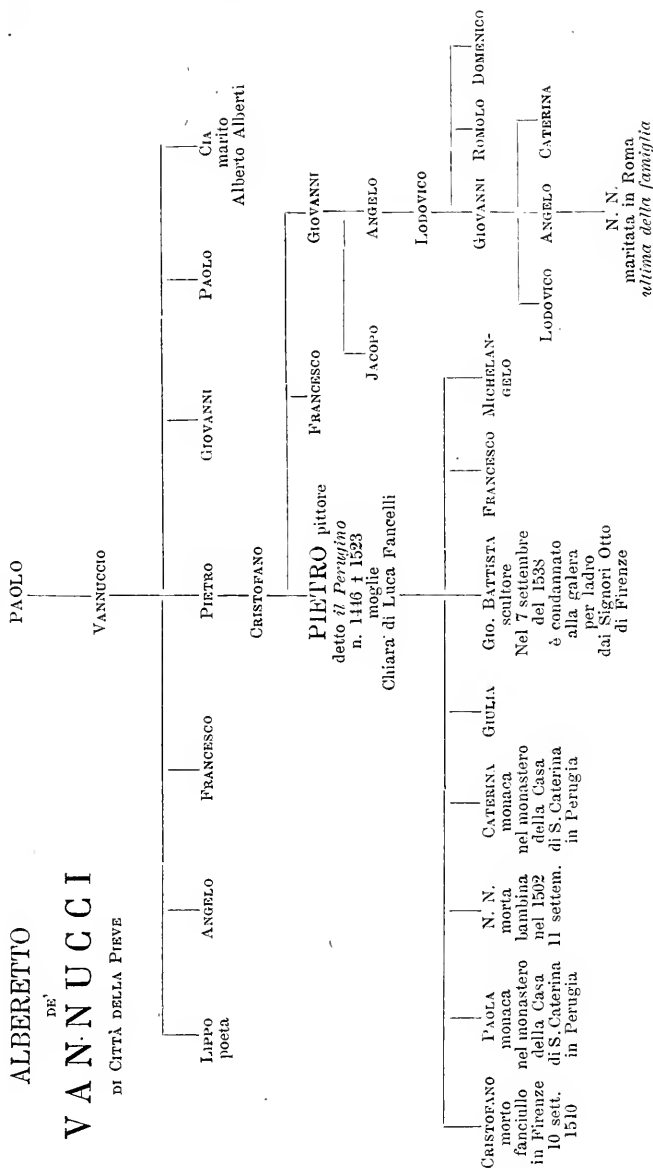 ALBERETTO
DE'
VANNUCCI
DI CITTÀ DELLA PIEVE
PAOLO
VANNUCCIO
LIPPO
poeta
ANGELO
FRANCESCO
PIETRO
GIOVANNI
PAOLO
CIA
marito
Alberto Alberti
CRISTOFANO
PIETRO pittore
detto il Perugino
n. 1446 † 1523
moglie
Chiara di Luca Fancelli
FRANCESCO
GIOVANNI
JACOPO
ANGELO
LODOVICO
GIOVANNI
ROMOLO
DOMENICO
LODOVICO
ANGELO
CATERINA
N. N.
maritata in Roma
ultima della famiglia
CRISTOFANO
morto
fanciullo
in Firenze
10 sett.
1510
PAOLA
monaca
nel monastero
della Casa
di S. Caterina
in Perugia
N. N.
morta
bambina
nel 1502
11 settem.
CATERINA
monaca
nel monastero
della Casa
di S. Caterina
in Perugia
GIULIA
GIO. BATTISTA
scultore
Nel 7 settembre
del 1538
è condannato
alla galera
per ladro
dai Signori Otto
di Firenze
FRANCESCO
MICHELAN-
GELO